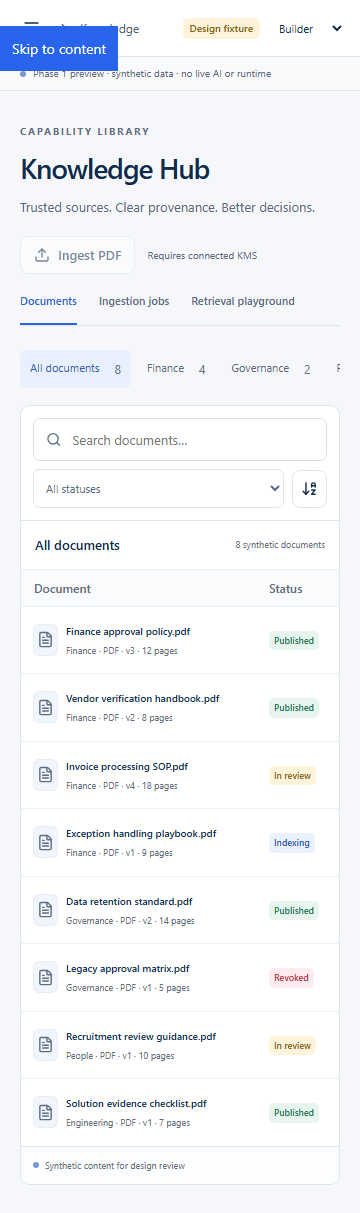 Knowledge
Design fixture
Builder
Skip to content
Phase 1 preview · synthetic data · no live AI or runtime
CAPABILITY LIBRARY
Knowledge Hub
Trusted sources. Clear provenance. Better decisions.
Ingest PDF
Requires connected KMS
Documents
Ingestion jobs
Retrieval playground
All documents 8
Finance 4
Governance 2
Search documents...
All statuses
All documents
8 synthetic documents
Document
Status
Finance approval policy.pdf
Finance · PDF · v3 · 12 pages
Published
Vendor verification handbook.pdf
Finance · PDF · v2 · 8 pages
Published
Invoice processing SOP.pdf
Finance · PDF · v4 · 18 pages
In review
Exception handling playbook.pdf
Finance · PDF · v1 · 9 pages
Indexing
Data retention standard.pdf
Governance · PDF · v2 · 14 pages
Published
Legacy approval matrix.pdf
Governance · PDF · v1 · 5 pages
Revoked
Recruitment review guidance.pdf
People · PDF · v1 · 10 pages
In review
Solution evidence checklist.pdf
Engineering · PDF · v1 · 7 pages
Published
Synthetic content for design review